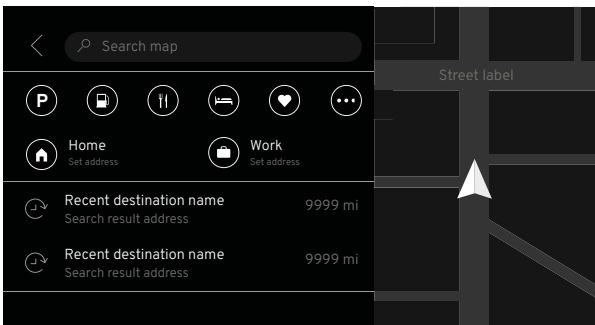 Search map
P
Home
Set address
Work
Set address
Recent destination name
Search result address
9999 mi
Recent destination name
Search result address
9999 mi
Street label